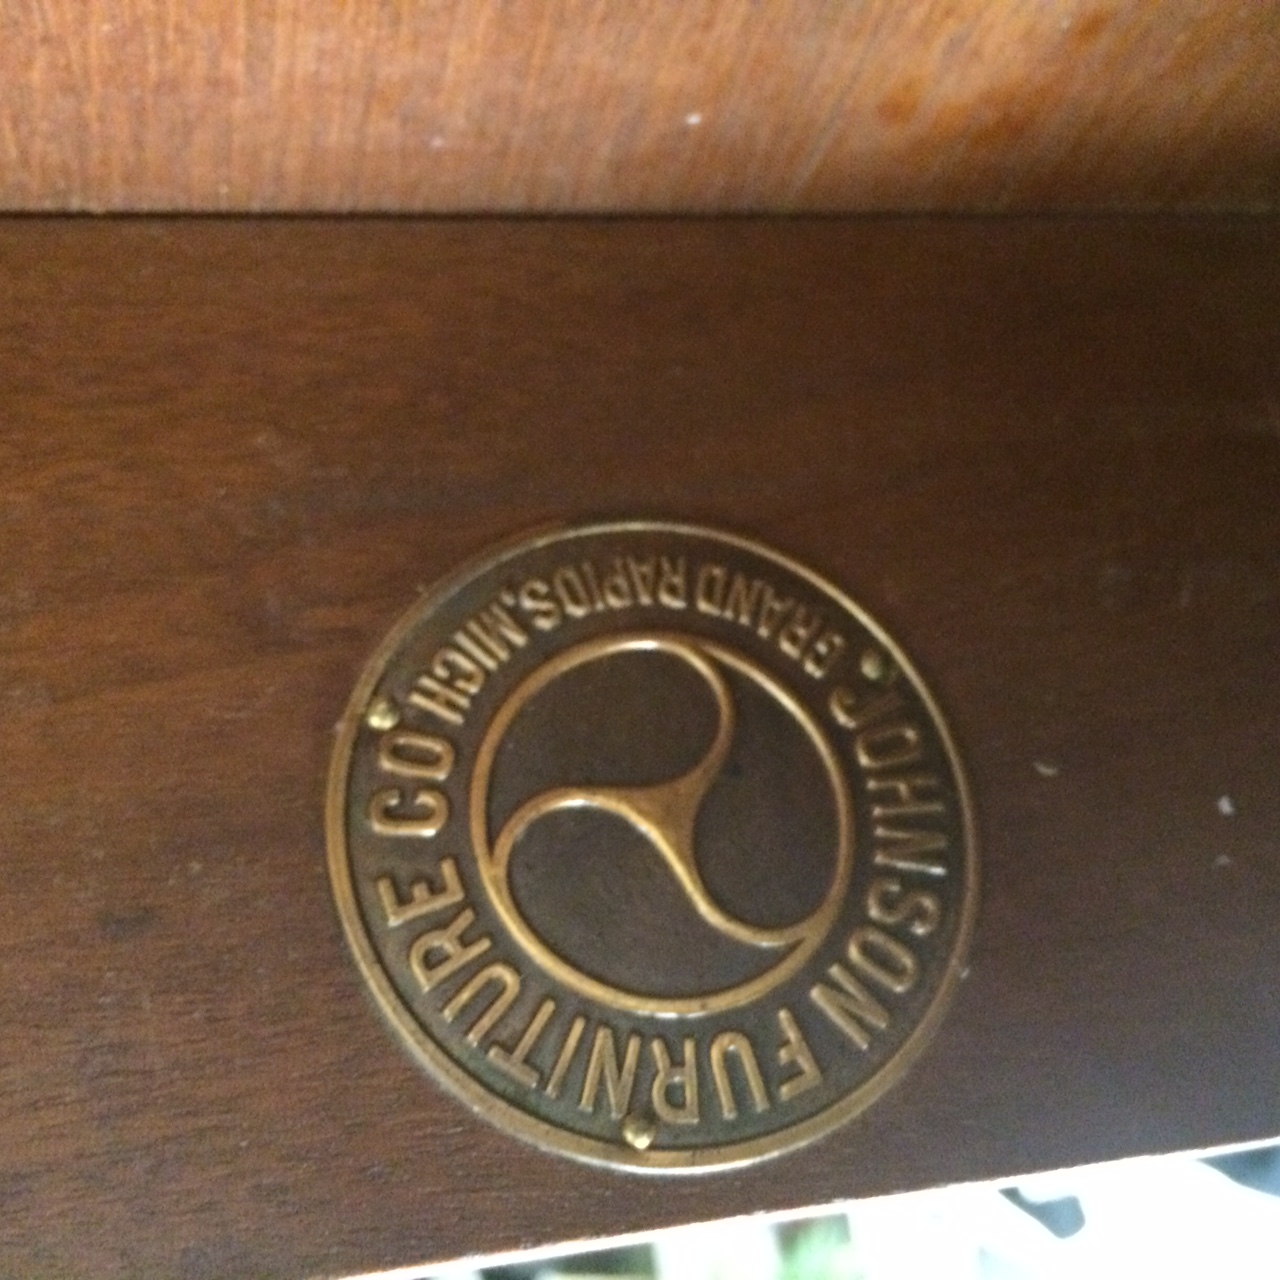 JOHNSON FURNITURE CO.
GRAND RAPIDS, MICH.